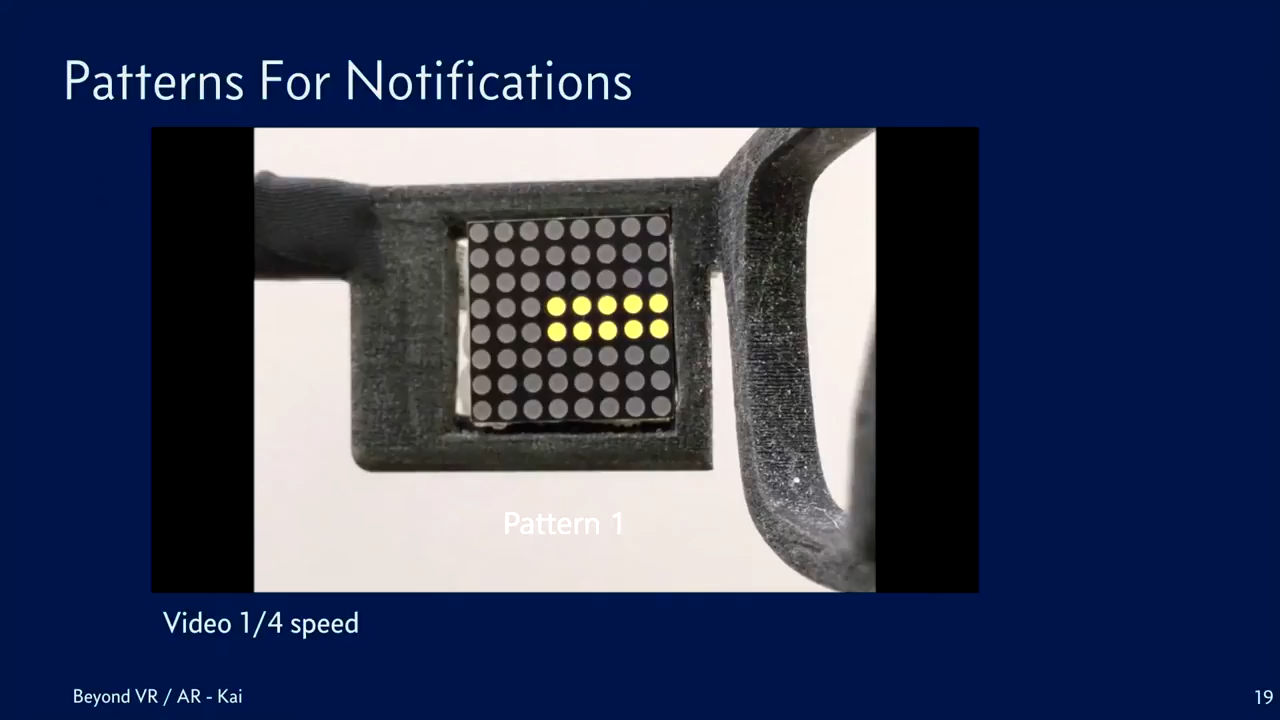 Patterns For Notifications
Pattern 1
Video 1/4 speed
Beyond VR / AR - Kai
19